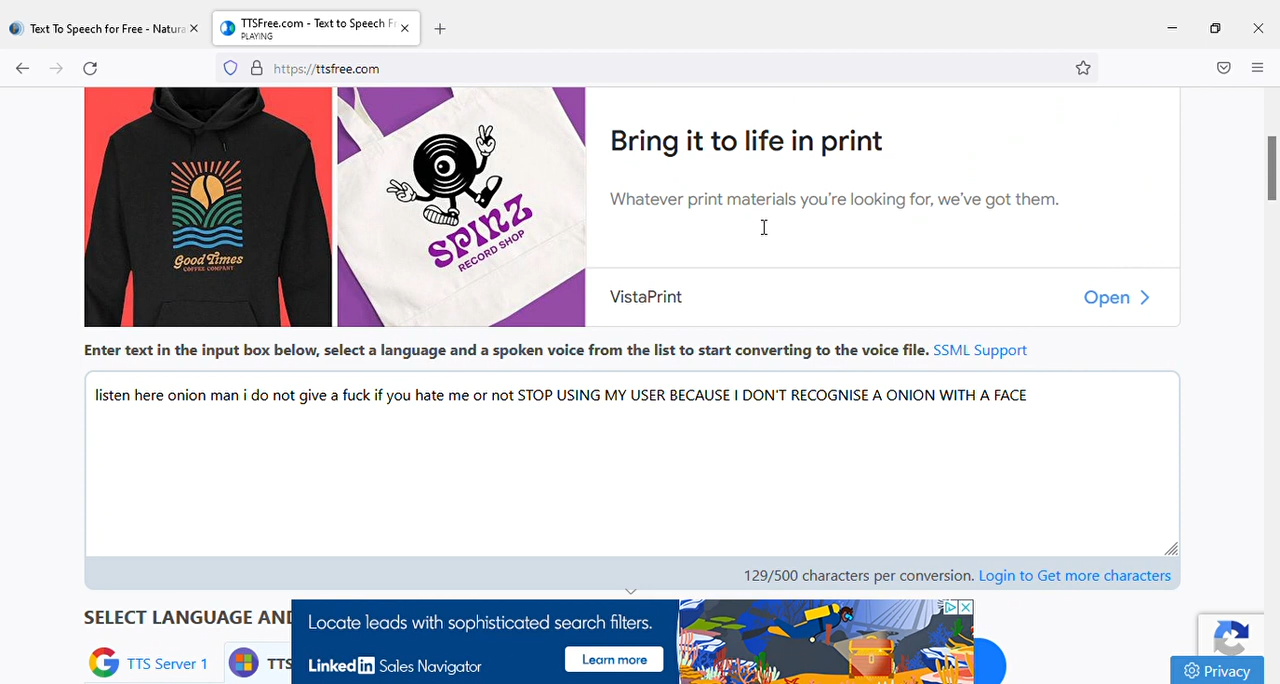 Text To Speech for Free - Natura
TTSFree.com - Text to Speech Fr
PLAYING
https://ttsfree.com
Good Times
COFFEE COMPANY
SPINZ
RECORD SHOP
Bring it to life in print
Whatever print materials you're looking for, we've got them.
VistaPrint
Open
Enter text in the input box below, select a language and a spoken voice from the list to start converting to the voice file. SSML Support
listen here onion man i do not give a fuck if you hate me or not STOP USING MY USER BECAUSE I DON'T RECOGNISE A ONION WITH A FACE
129/500 characters per conversion. Login to Get more characters
SELECT LANGUAGE AND
Locate leads with sophisticated search filters.
LinkedIn Sales Navigator
Learn more
TTS Server 1
TTS
Privacy